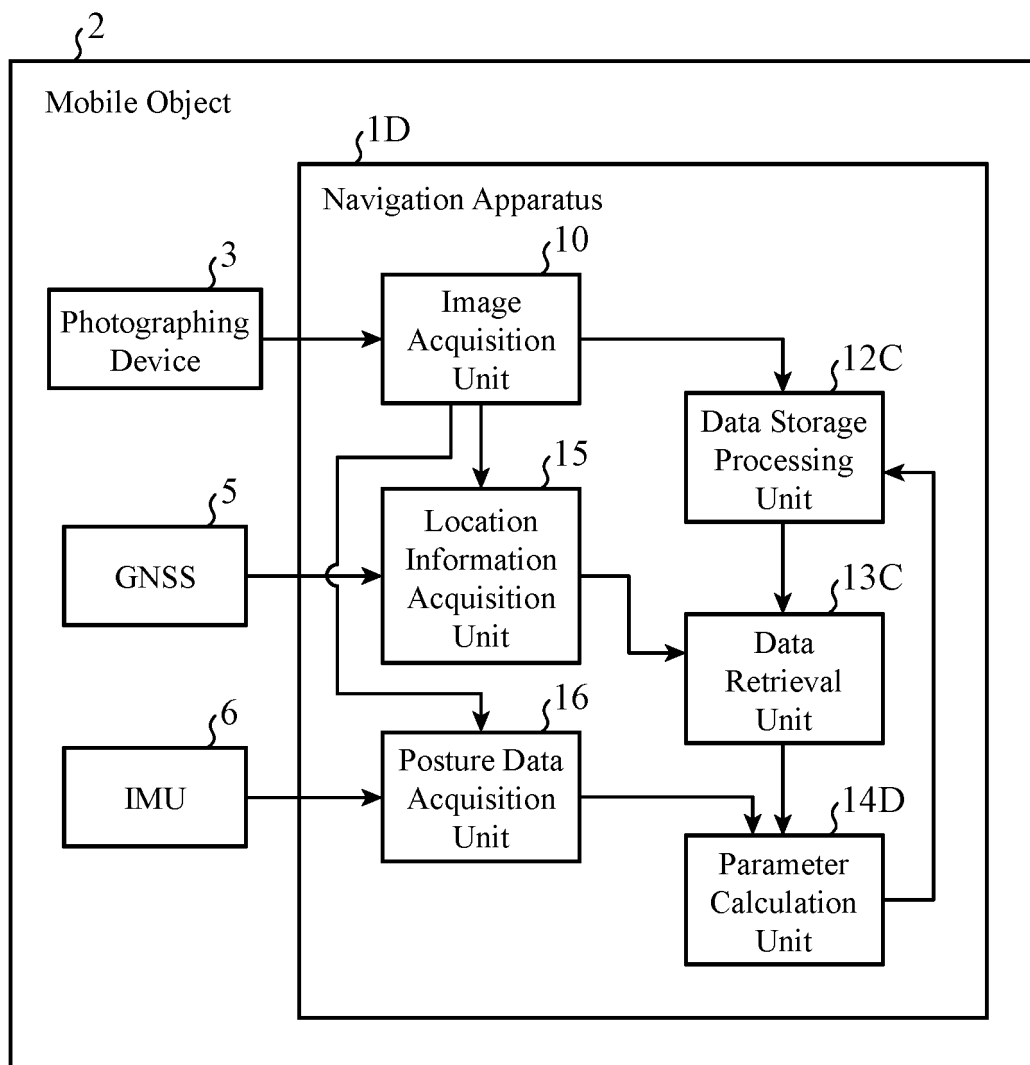 2
Mobile Object
1D
Navigation Apparatus
3
Photographing
Device
10
Image
Acquisition
Unit
12C
Data Storage
Processing
Unit
5
GNSS
15
Location
Information
Acquisition
Unit
13C
Data
Retrieval
Unit
6
IMU
16
Posture Data
Acquisition
Unit
14D
Parameter
Calculation
Unit